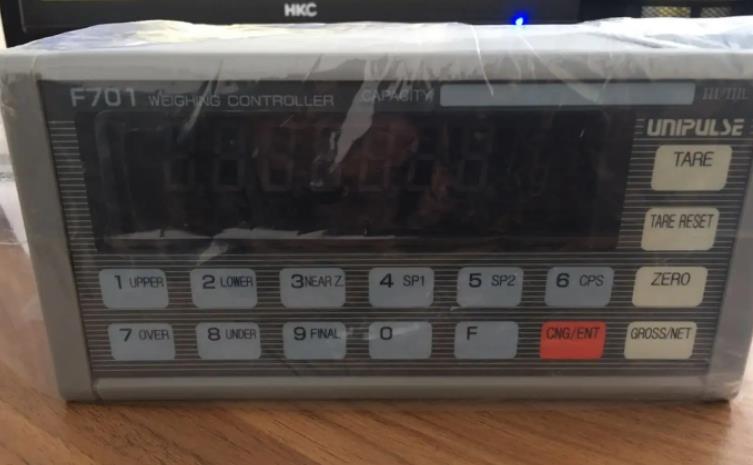 HKC
F701 WEIGHING CONTROLLER CAPACITY
UNIPULSE
TARE
TARE RESET
1 UPPER 2 LOWER 3 NEAR Z. 4 SP1 5 SP2 6 CPS ZERO
7 OVER 8 UNDER 9 FINAL 0 F CNG/ENT GROSS/NET